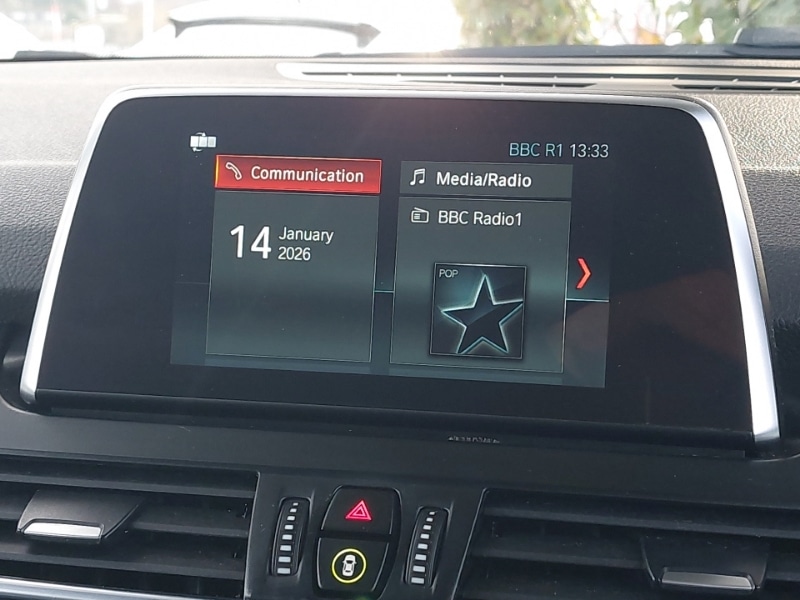 BBC R1 13:33
Communication
14 January
2026
Media/Radio
BBC Radio1
POP